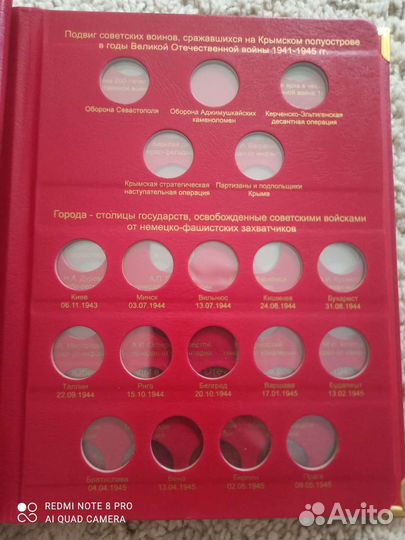 Подвиг советских воинов, сражавшихся на Крымском полуострове
в годы Великой Отечественной войны 1941-1945 гг.
Оборона Севастополя
Оборона Аджимушкайских
каменоломен
Керченско-Эльтигенская
десантная операция
Крымская стратегическая
наступательная операция
Партизаны и подпольщики
Крыма
Города - столицы государств, освобожденные советскими войсками
от немецко-фашистских захватчиков
Киев
06.11.1943
Минск
03.07.1944
Вильнюс
13.07.1944
Кишинев
24.08.1944
Бухарест
31.08.1944
Таллин
22.09.1944
Рига
15.10.1944
Белград
20.10.1944
Варшава
17.01.1945
Будапешт
13.02.1945
Братислава
04.04.1945
Вена
13.04.1945
Берлин
02.05.1945
Прага
09.05.1945
REDMI NOTE 8 PRO
AI QUAD CAMERA
Avito